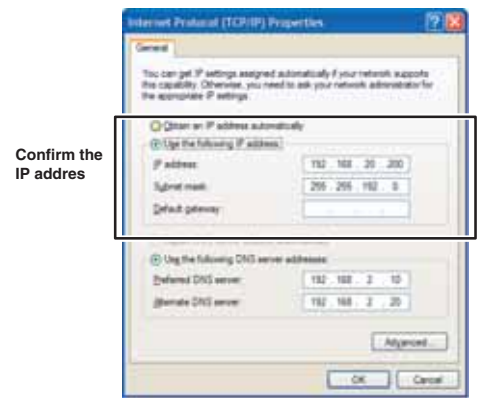 Internet Protocol (TCP/IP) Properties
General
You can get IP settings assigned automatically if your network supports
this capability. Otherwise, you need to ask your network administrator for
the appropriate IP settings.
Obtain an IP address automatically
Use the following IP address:
Confirm the
IP addres
IP address: 192 168 20 200
Subnet mask: 255 255 192 0
Default gateway:
Use the following DNS server addresses:
Preferred DNS server: 192 168 2 10
Alternate DNS server: 192 168 2 20
Advanced...
OK Cancel